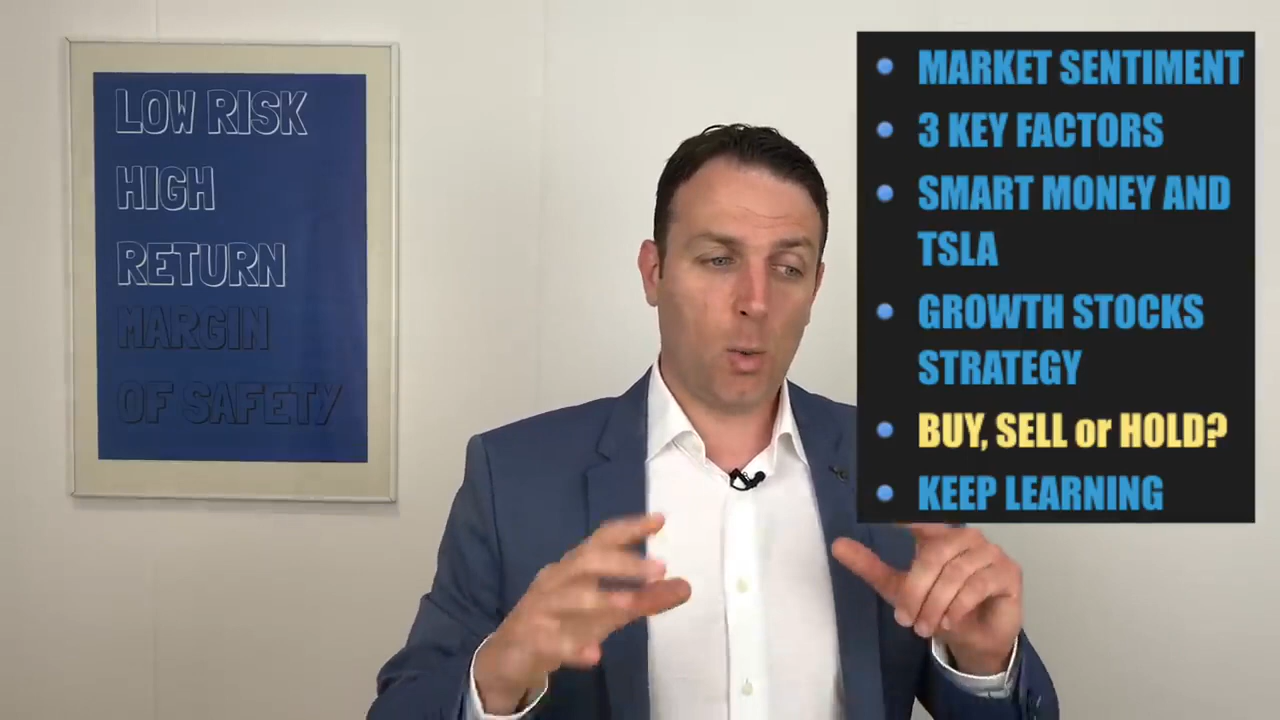 LOW RISK
HIGH
RETURN
MARGIN
OF SAFETY
MARKET SENTIMENT
3 KEY FACTORS
SMART MONEY AND
TSLA
GROWTH STOCKS
STRATEGY
BUY, SELL or HOLD?
KEEP LEARNING